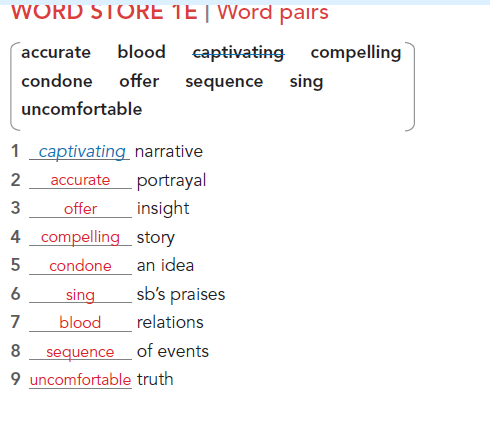 WORD STORE 1E | Word pairs
accurate blood captivating compelling
condone offer sequence sing
uncomfortable
1 captivating narrative
2 accurate portrayal
3 offer insight
4 compelling story
5 condone an idea
6 sing sb's praises
7 blood relations
8 sequence of events
9 uncomfortable truth